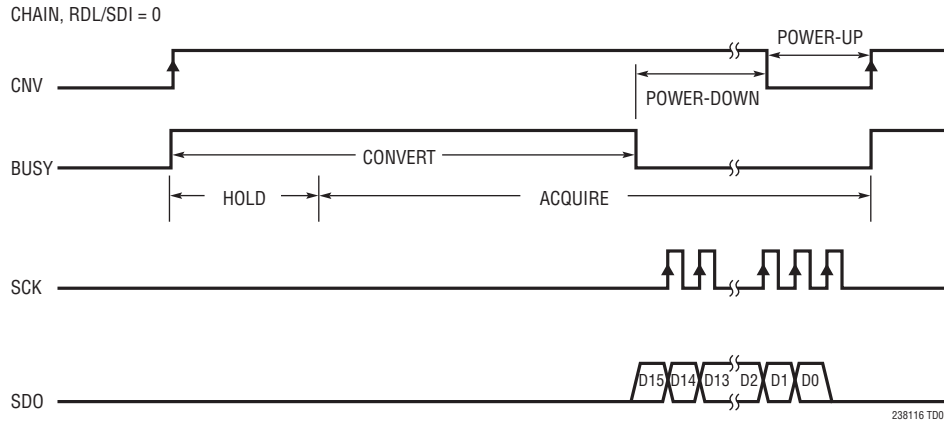 CHAIN, RDL/SDI = 0
POWER-UP
CNV
POWER-DOWN
CONVERT
BUSY
HOLD
ACQUIRE
SCK
D15 D14 D13 D2 D1 D0
SDO
238116 TD0